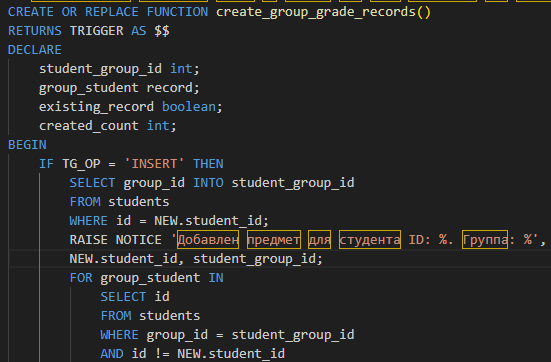 CREATE OR REPLACE FUNCTION create_group_grade_records()
RETURNS TRIGGER AS $$
DECLARE
    student_group_id int;
    group_student record;
    existing_record boolean;
    created_count int;
BEGIN
    IF TG_OP = 'INSERT' THEN
        SELECT group_id INTO student_group_id
        FROM students
        WHERE id = NEW.student_id;
        RAISE NOTICE 'Добавлен предмет для студента ID: %. Группа: %',
        NEW.student_id, student_group_id;
        FOR group_student IN
            SELECT id
            FROM students
            WHERE group_id = student_group_id
            AND id != NEW.student_id